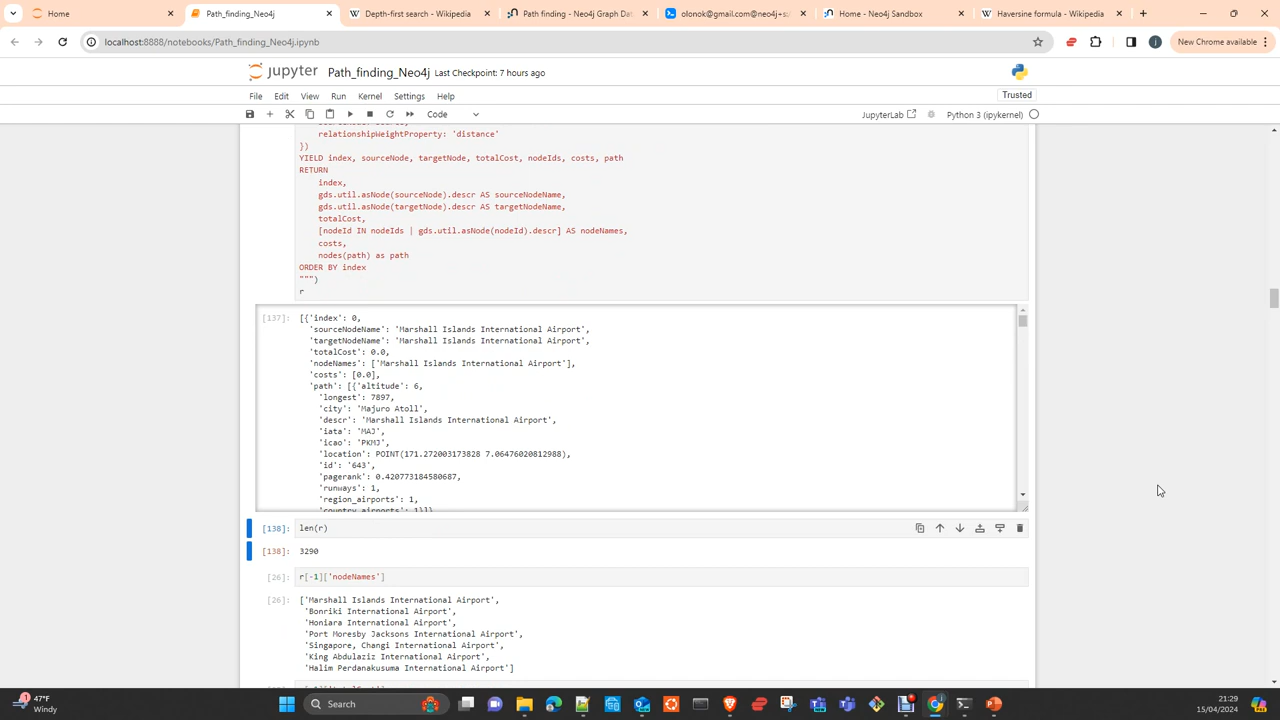 Home
Path_finding_Neo4j
Depth-first search - Wikipedia
Path finding - Neo4j Graph Dat
olonok@gmail.com@neo4j+s
Home - Neo4j Sandbox
Haversine formula - Wikipedia
localhost:8888/notebooks/Path_finding_Neo4j.ipynb
New Chrome available
jupyter Path_finding_Neo4j Last Checkpoint: 7 hours ago
File Edit View Run Kernel Settings Help
Trusted
Code
JupyterLab
Python 3 (ipykernel)
relationshipWeightProperty: 'distance'
})
YIELD index, sourceNode, targetNode, totalCost, nodeIds, costs, path
RETURN
index,
gds.util.asNode(sourceNode).descr AS sourceNodeName,
gds.util.asNode(targetNode).descr AS targetNodeName,
totalCost,
[nodeId IN nodeIds | gds.util.asNode(nodeId).descr] AS nodeNames,
costs,
nodes(path) as path
ORDER BY index
""")
r
[137]: [{'index': 0,
'sourceNodeName': 'Marshall Islands International Airport',
'targetNodeName': 'Marshall Islands International Airport',
'totalCost': 0.0,
'nodeNames': ['Marshall Islands International Airport'],
'costs': [0.0],
'path': [{'altitude': 6,
'longest': 7897,
'city': 'Majuro Atoll',
'descr': 'Marshall Islands International Airport',
'iata': 'MAJ',
'icao': 'PKMJ',
'location': POINT(171.272003173828 7.06476020812988),
'id': '643',
'pagerank': 0.420773184580687,
'runways': 1,
'region_airports': 1,
'country_airports': 1}]},
[138]: len(r)
[138]: 3290
[26]: r[-1]['nodeNames']
[26]: ['Marshall Islands International Airport',
'Bonriki International Airport',
'Honiara International Airport',
'Port Moresby Jacksons International Airport',
'Singapore, Changi International Airport',
'King Abdulaziz International Airport',
'Halim Perdanakusuma International Airport']
1
47°F
Windy
Search
21:29
15/04/2024